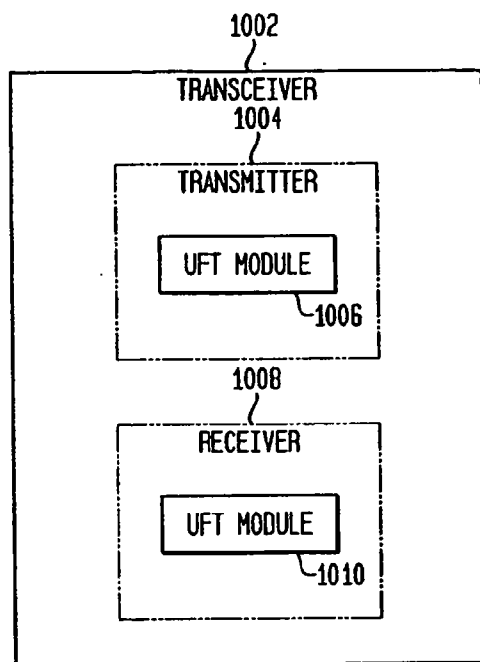 1002
TRANSCEIVER
1004
TRANSMITTER
UFT MODULE
1006
1008
RECEIVER
UFT MODULE
1010